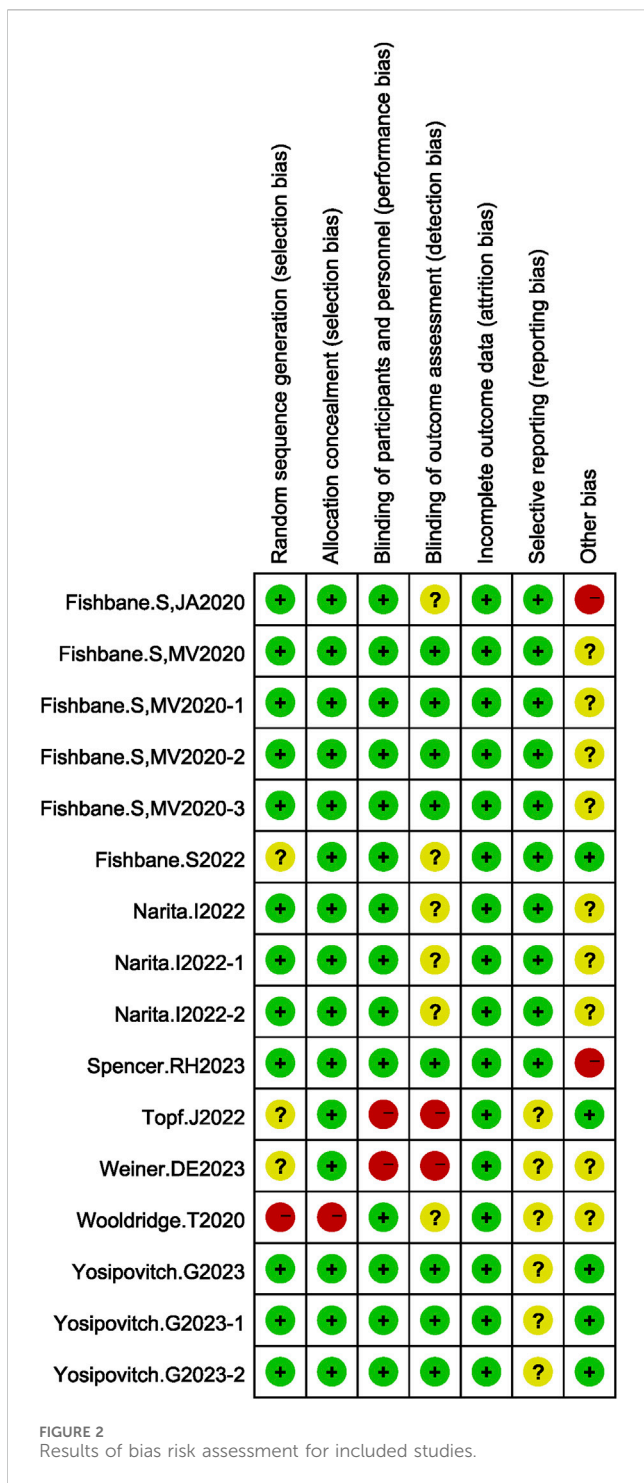 Random sequence generation (selection bias)
Allocation concealment (selection bias)
Blinding of participants and personnel (performance bias)
Blinding of outcome assessment (detection bias)
Incomplete outcome data (attrition bias)
Selective reporting (reporting bias)
Other bias
Fishbane.S,JA2020 + + + ? + + −
Fishbane.S,MV2020 + + + + + + ?
Fishbane.S,MV2020-1 + + + + + + ?
Fishbane.S,MV2020-2 + + + + + + ?
Fishbane.S,MV2020-3 + + + + + + ?
Fishbane.S2022 ? + + ? + + +
Narita.I2022 + + + ? + + ?
Narita.I2022-1 + + + ? + + ?
Narita.I2022-2 + + + ? + + ?
Spencer.RH2023 + + + + + + −
Topf.J2022 ? + − − + ? +
Weiner.DE2023 ? + − − + ? ?
Wooldridge.T2020 − − + ? + ? ?
Yosipovitch.G2023 + + + + + ? +
Yosipovitch.G2023-1 + + + + + ? +
Yosipovitch.G2023-2 + + + + + ? +
FIGURE 2
Results of bias risk assessment for included studies.